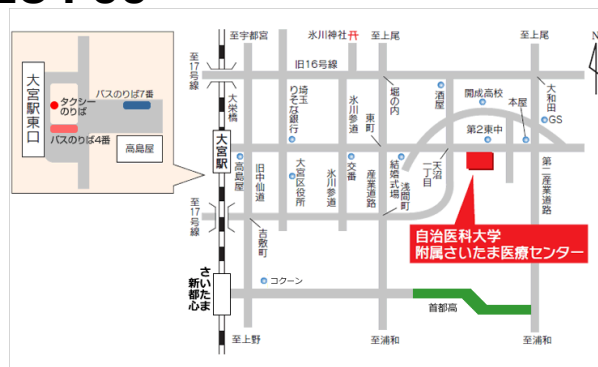 至宇都宮
氷川神社
至上尾
至上尾
N
至17号線
旧16号線
大宮駅東口
バスのりば7番
タクシーのりば
バスのりば4番
高島屋
大栄橋
埼玉りそな銀行
氷川参道
東町
堀の内
酒屋
開成高校
本屋
大和田
GS
第2東中
大宮駅
高島屋
旧中仙道
大宮区役所
氷川参道
交番
産業道路
結婚式場
浅間町
天沼一丁目
第二産業道路
至17号線
吉敷町
自治医科大学
附属さいたま医療センター
さいたま新都心
コクーン
首都高
至上野
至浦和
至浦和